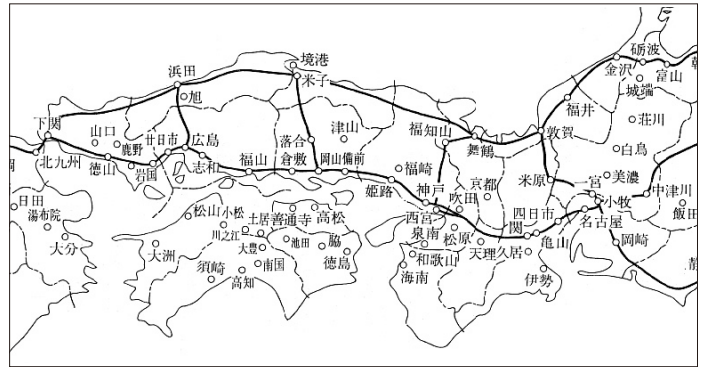 境港
米子
浜田
旭
下関
山口
鹿野
廿日市
広島
北九州
徳山
岩国
志和
福山
倉敷
落合
津山
岡山
備前
福知山
舞鶴
福崎
姫路
神戸
西宮
吹田
京都
敦賀
福井
金沢
砺波
富山
城端
荘川
白鳥
美濃
米原
一宮
小牧
名古屋
中津川
飯田
岡崎
四日市
関
亀山
松原
泉南
和歌山
海南
天理
久居
伊勢
日田
湯布院
大分
松山
小松
土居
善通寺
高松
川之江
大豊
池田
脇
徳島
大洲
須崎
高知
南国
静